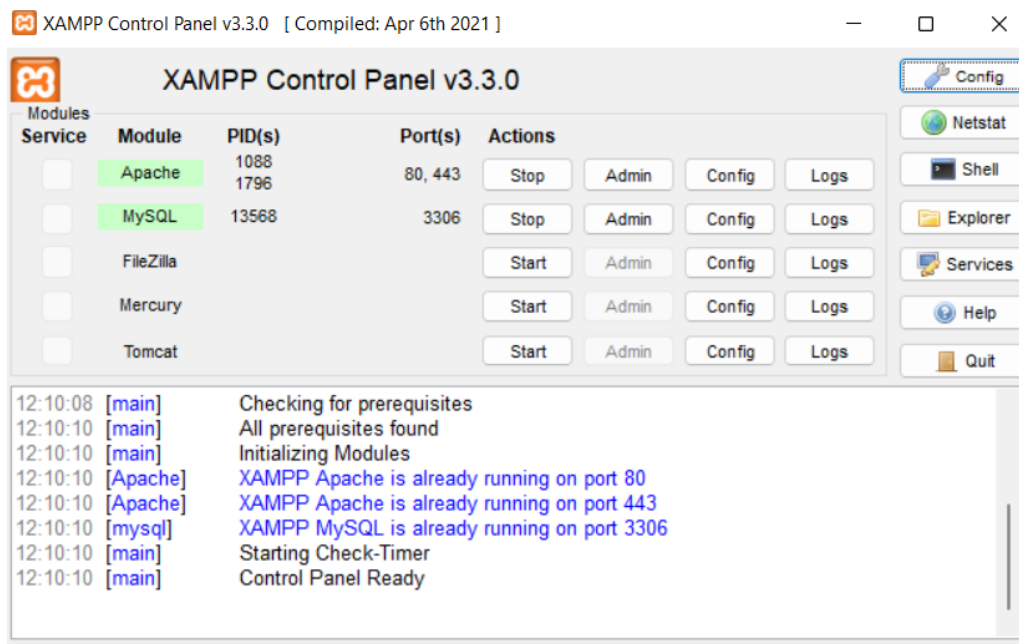 XAMPP Control Panel v3.3.0 [ Compiled: Apr 6th 2021 ]
XAMPP Control Panel v3.3.0
Modules
Service Module PID(s) Port(s) Actions
Apache 1088 1796 80, 443 Stop Admin Config Logs
MySQL 13568 3306 Stop Admin Config Logs
FileZilla Start Admin Config Logs
Mercury Start Admin Config Logs
Tomcat Start Admin Config Logs
Config
Netstat
Shell
Explorer
Services
Help
Quit
12:10:08 [main] Checking for prerequisites
12:10:10 [main] All prerequisites found
12:10:10 [main] Initializing Modules
12:10:10 [Apache] XAMPP Apache is already running on port 80
12:10:10 [Apache] XAMPP Apache is already running on port 443
12:10:10 [mysql] XAMPP MySQL is already running on port 3306
12:10:10 [main] Starting Check-Timer
12:10:10 [main] Control Panel Ready